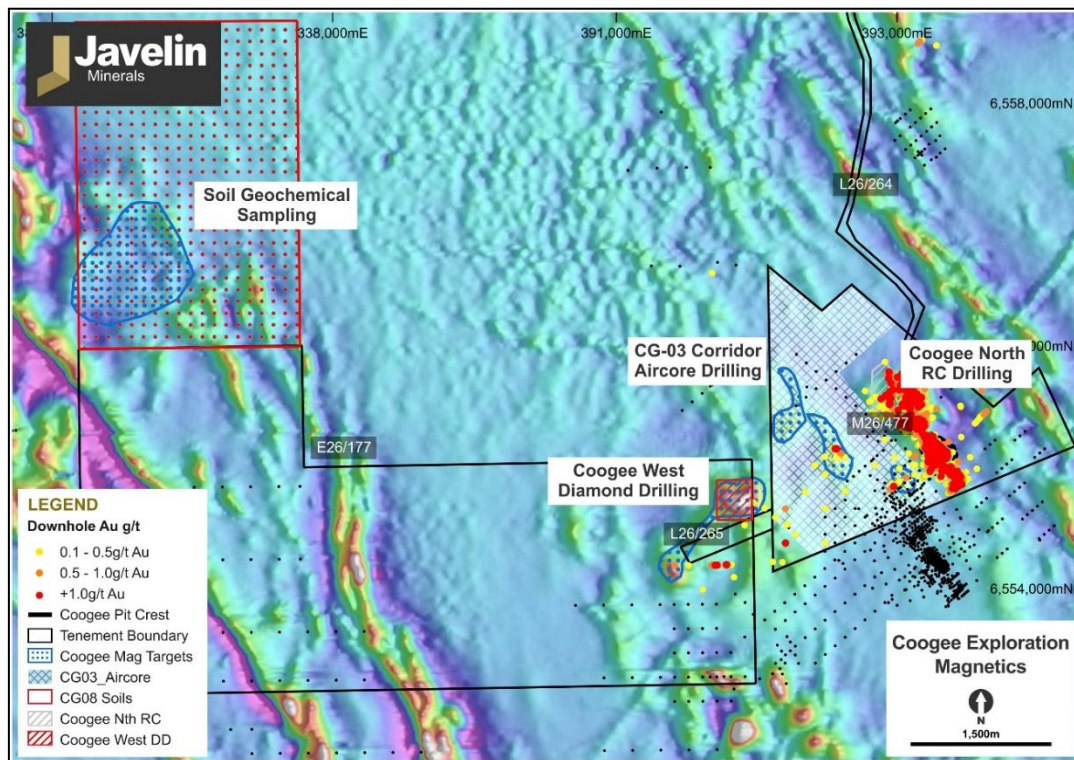 Javelin
Minerals
338,000mE
391,000mE
393,000mE
6,558,000mN
L26/264
Soil Geochemical
Sampling
CG-03 Corridor
Aircore Drilling
Coogee North
RC Drilling
M26/477
E26/177
Coogee West
Diamond Drilling
L26/265
6,554,000mN
LEGEND
Downhole Au g/t
0.1 - 0.5g/t Au
0.5 - 1.0g/t Au
+1.0g/t Au
Coogee Pit Crest
Tenement Boundary
Coogee Mag Targets
CG03_Aircore
CG08 Soils
Coogee Nth RC
Coogee West DD
Coogee Exploration
Magnetics
N
1,500m